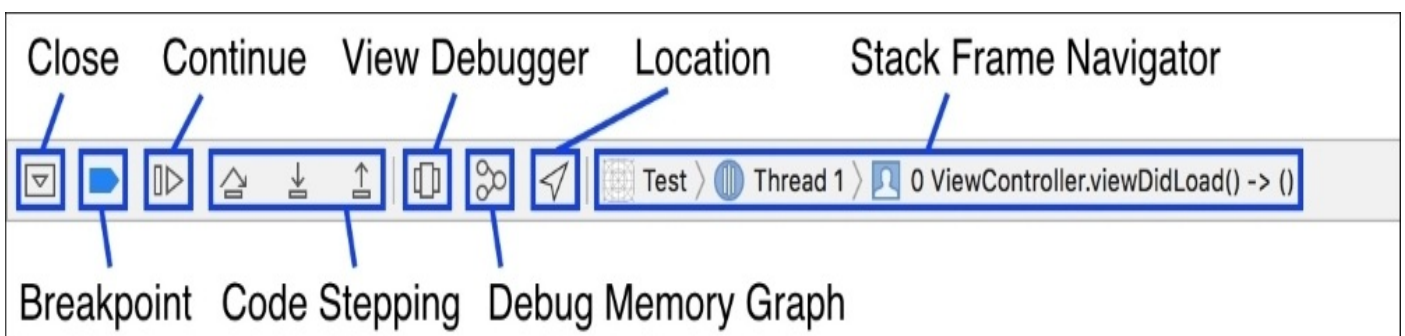 Close Continue View Debugger Location Stack Frame Navigator
Test Thread 1 0 ViewController.viewDidLoad() -> ()
Breakpoint Code Stepping Debug Memory Graph